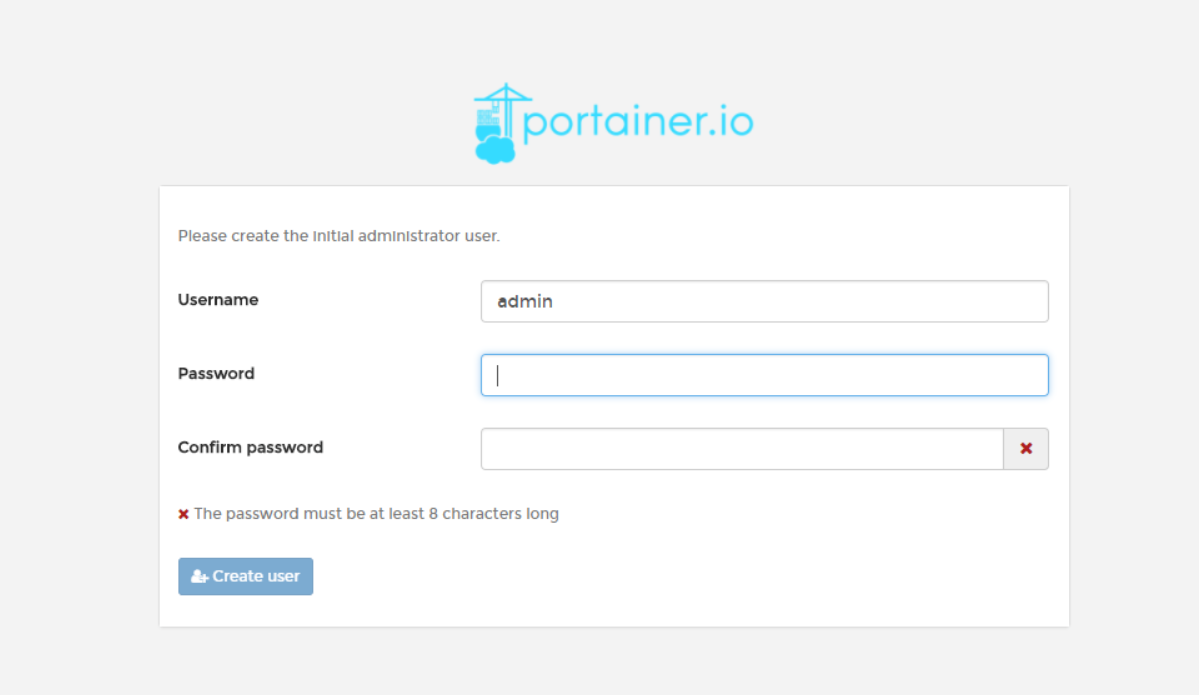 portainer.io
Please create the initial administrator user.
Username
admin
Password
Confirm password
The password must be at least 8 characters long
Create user